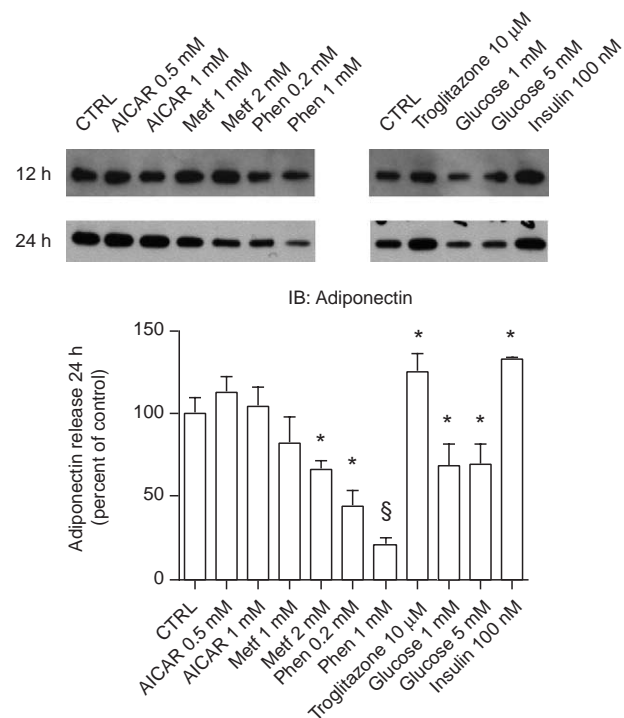 CTRL
AICAR 0.5 mM
AICAR 1 mM
Metf 1 mM
Metf 2 mM
Phen 0.2 mM
Phen 1 mM
CTRL
Troglitazone 10 µM
Glucose 1 mM
Glucose 5 mM
Insulin 100 nM
12 h
24 h
IB: Adiponectin
Adiponectin release 24 h
(percent of control)
150
100
50
0
*
*
§
*
*
*
*
CTRL
AICAR 0.5 mM
AICAR 1 mM
Metf 1 mM
Metf 2 mM
Phen 0.2 mM
Phen 1 mM
Troglitazone 10 µM
Glucose 1 mM
Glucose 5 mM
Insulin 100 nM